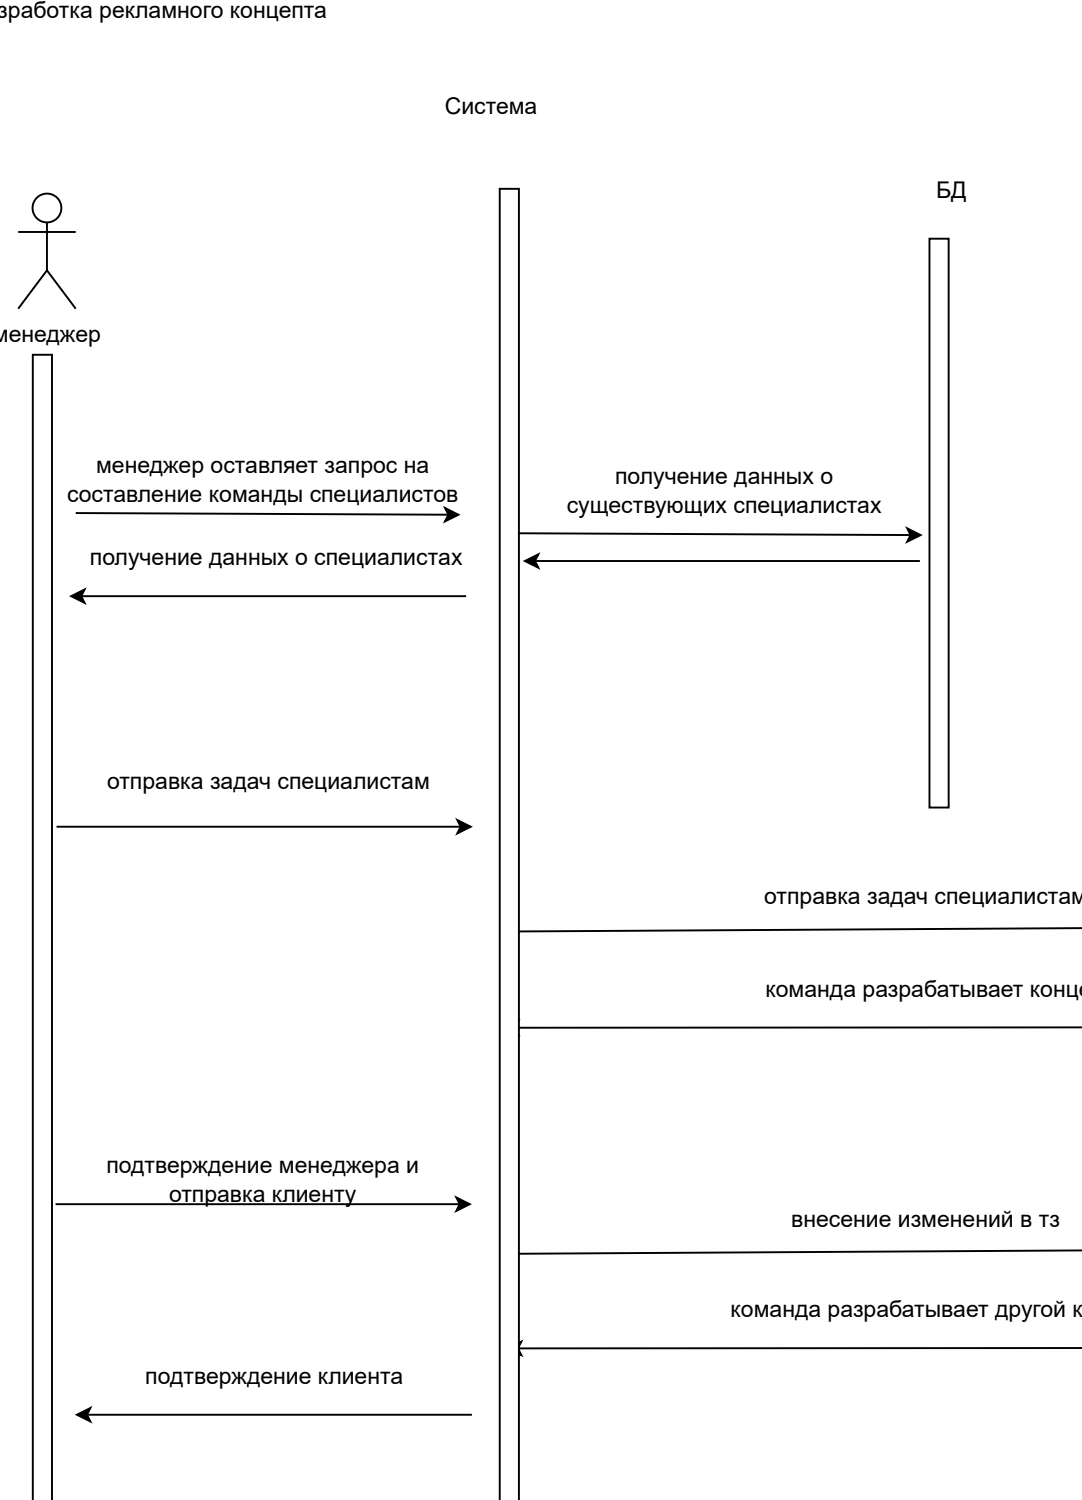 зработка рекламного концепта
Система
БД
менеджер
менеджер оставляет запрос на
составление команды специалистов
получение данных о
существующих специалистах
получение данных о специалистах
отправка задач специалистам
отправка задач специалистам
команда разрабатывает конце
подтверждение менеджера и
отправка клиенту
внесение изменений в тз
команда разрабатывает другой к
подтверждение клиента